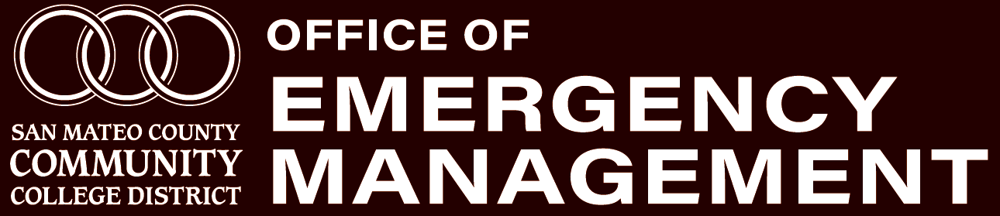 SAN MATEO COUNTY
COMMUNITY
COLLEGE DISTRICT
OFFICE OF
EMERGENCY
MANAGEMENT